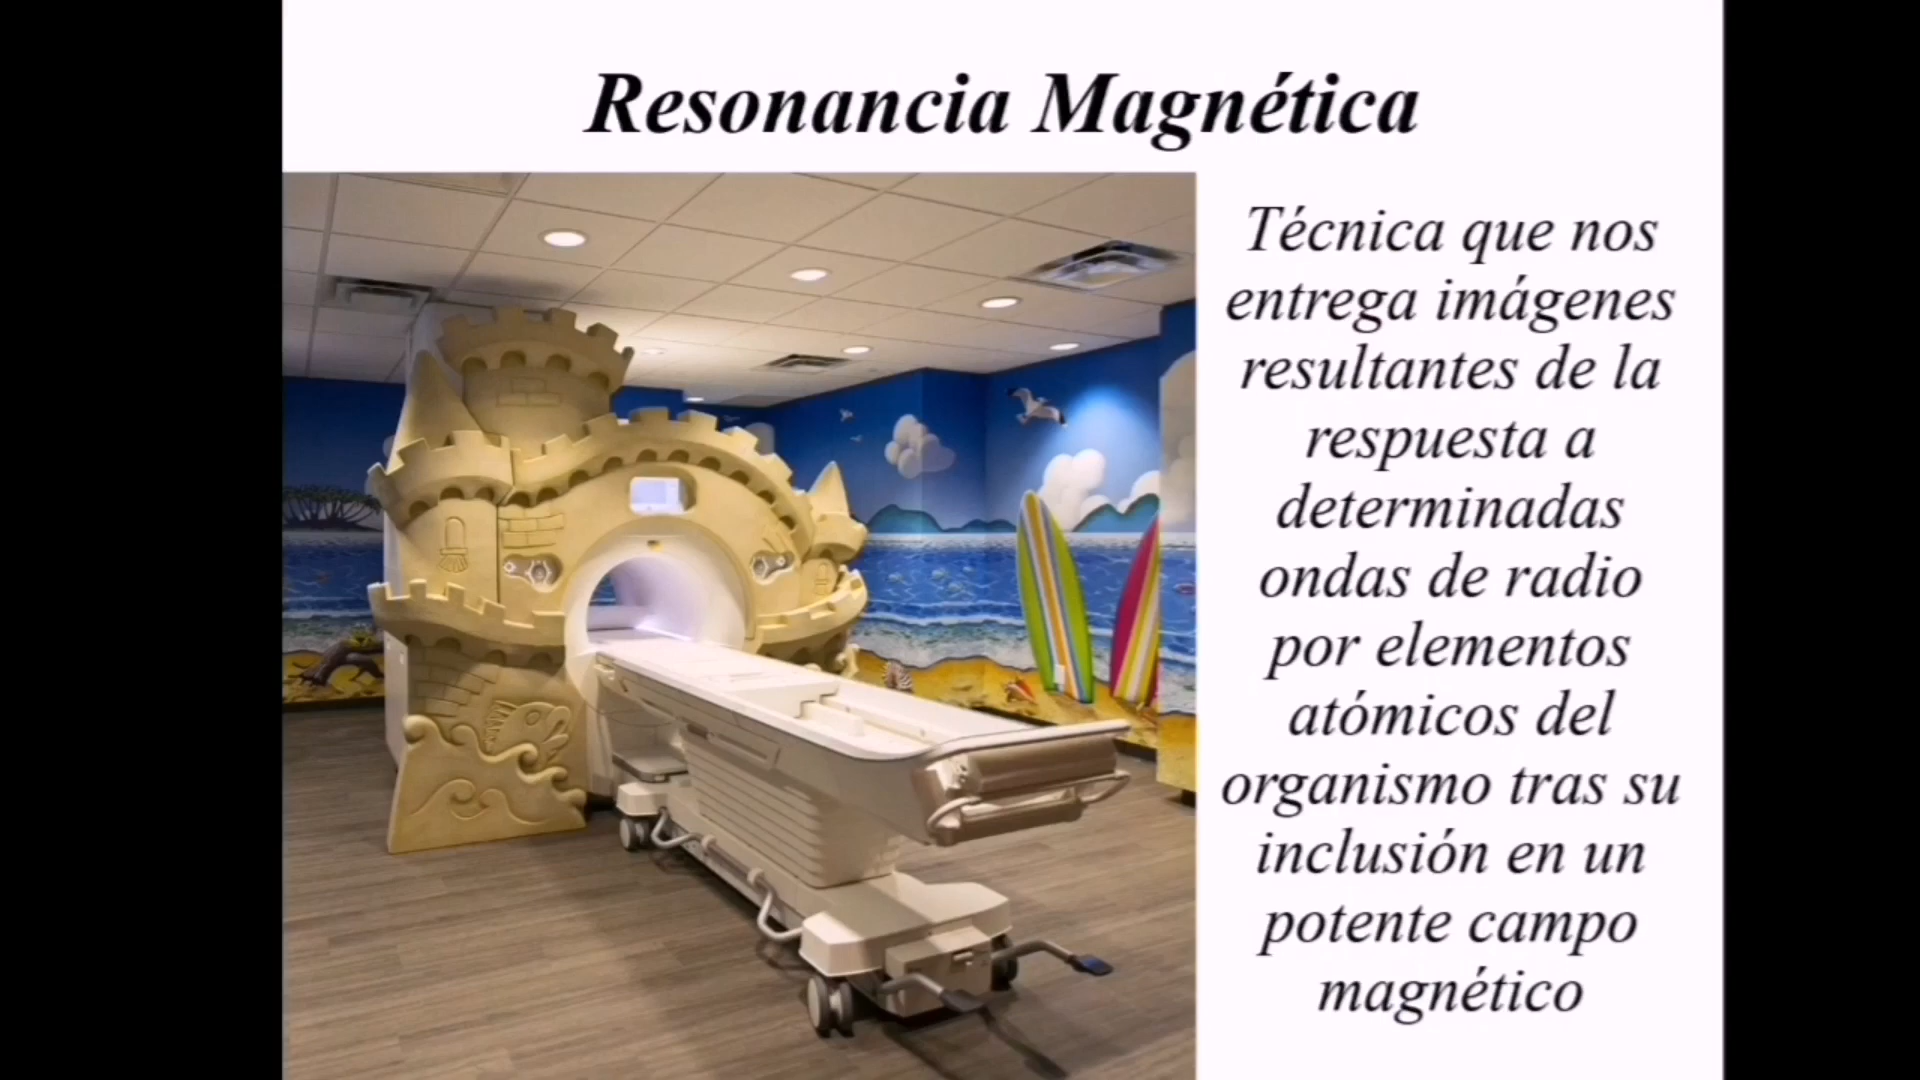 Resonancia Magnética
Técnica que nos
entrega imágenes
resultantes de la
respuesta a
determinadas
ondas de radio
por elementos
atómicos del
organismo tras su
inclusión en un
potente campo
magnético